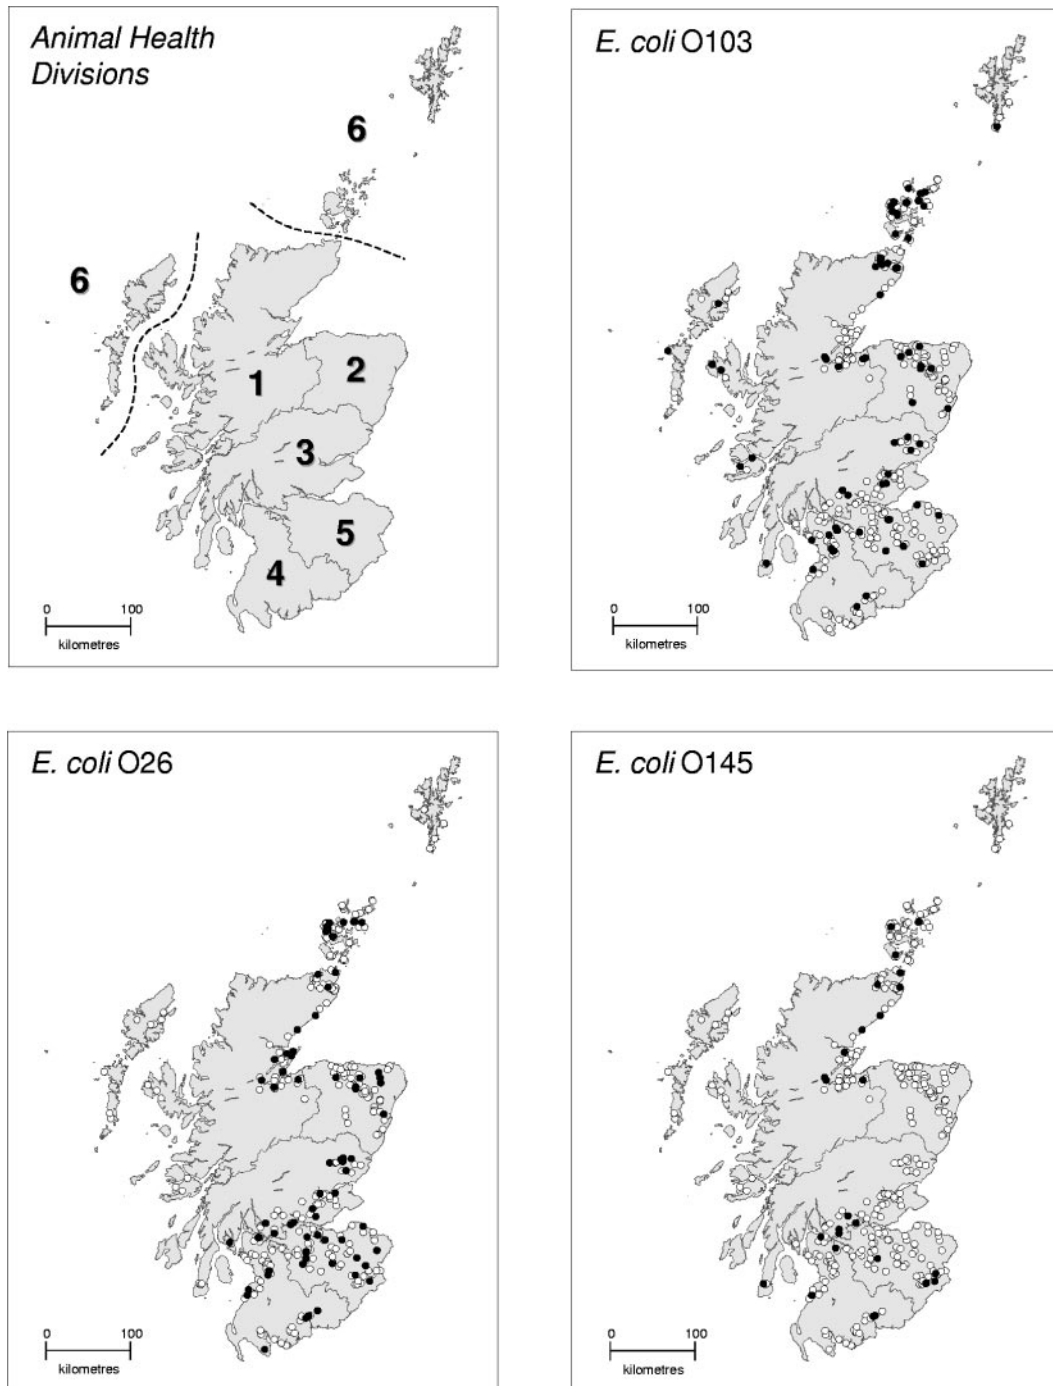 Animal Health
Divisions
6
6
1
2
3
5
4
0 100
kilometres
E. coli O103
0 100
kilometres
E. coli O26
0 100
kilometres
E. coli O145
0 100
kilometres